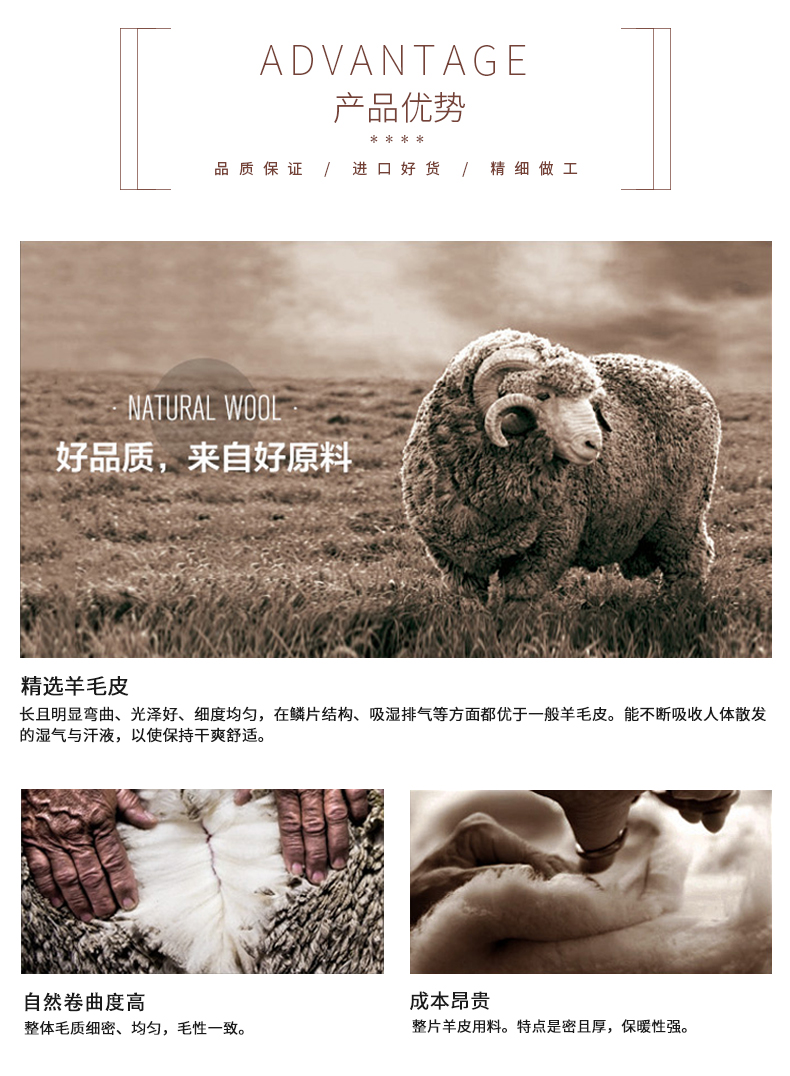 ADVANTAGE
产品优势
****
品质保证 / 进口好货 / 精细做工
· NATURAL WOOL ·
好品质，来自好原料
精选羊毛皮
长且明显弯曲、光泽好、细度均匀，在鳞片结构、吸湿排气等方面都优于一般羊毛皮。能不断吸收人体散发
的湿气与汗液，以使保持干爽舒适。
自然卷曲度高
整体毛质细密、均匀，毛性一致。
成本昂贵
整片羊皮用料。特点是密且厚，保暖性强。